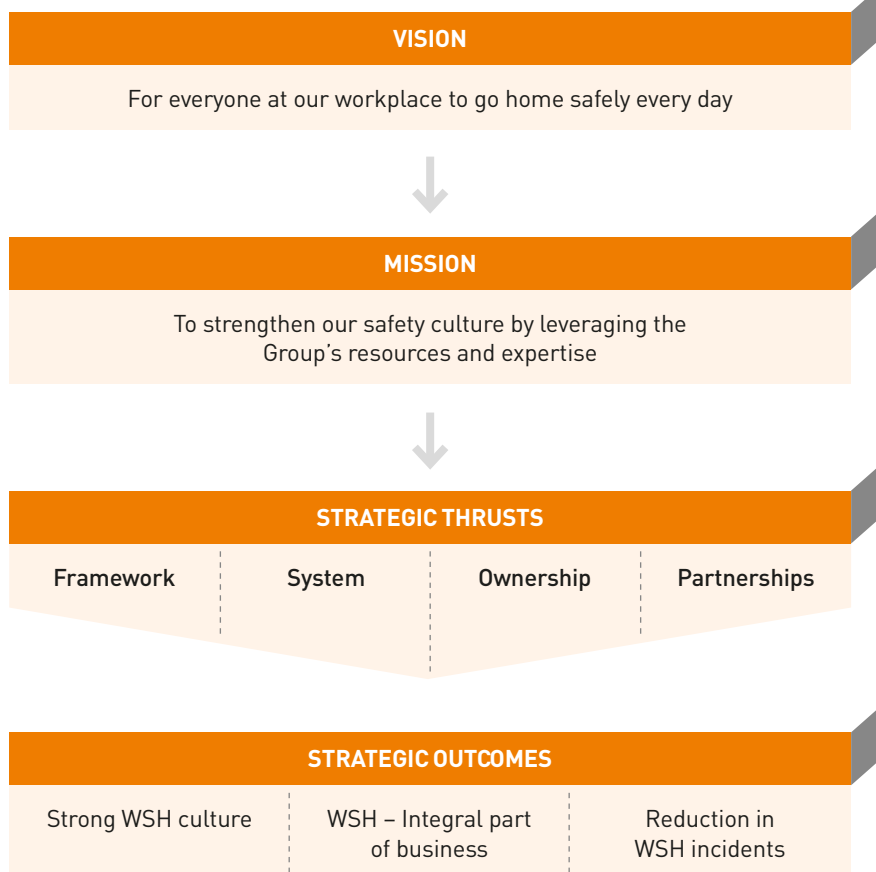 VISION
For everyone at our workplace to go home safely every day
MISSION
To strengthen our safety culture by leveraging the
Group’s resources and expertise
STRATEGIC THRUSTS
Framework
System
Ownership
Partnerships
STRATEGIC OUTCOMES
Strong WSH culture
WSH – Integral part
of business
Reduction in
WSH incidents